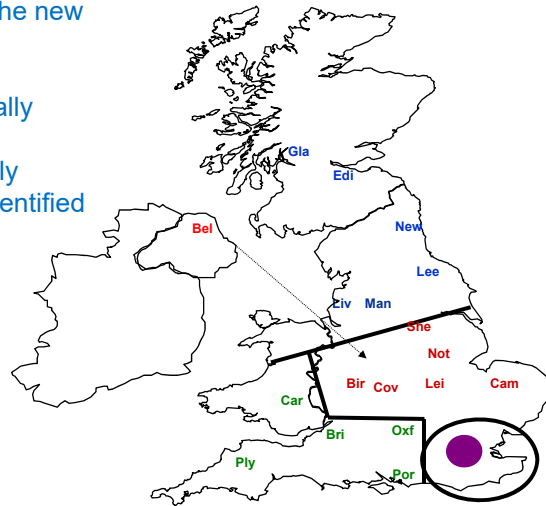 he new
ally
ly
entified
Gla
Edi
Bel
New
Lee
Liv Man
She
Not
Bir Cov Lei Cam
Car
Bri Oxf
Ply
Por